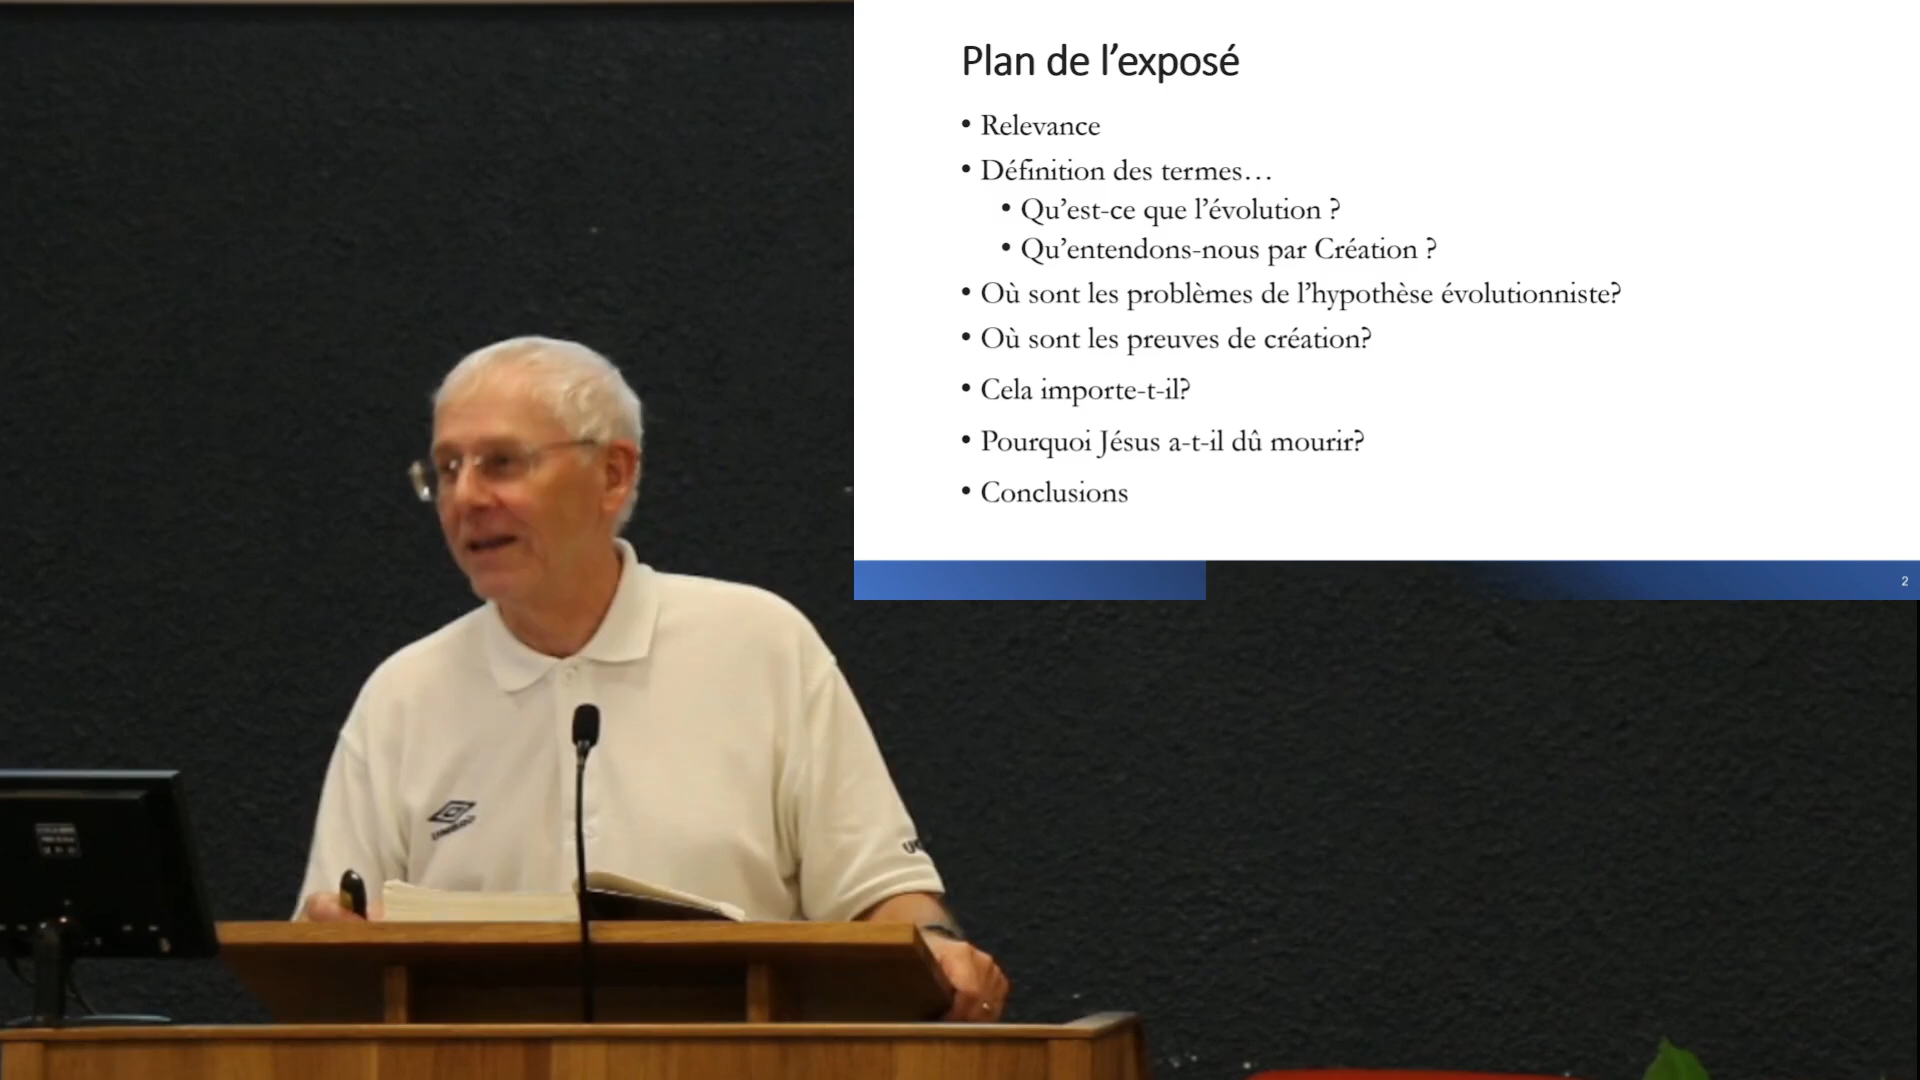 Plan de l’exposé
• Relevance
• Définition des termes…
• Qu’est-ce que l’évolution ?
• Qu’entendons-nous par Création ?
• Où sont les problèmes de l’hypothèse évolutionniste?
• Où sont les preuves de création?
• Cela importe-t-il?
• Pourquoi Jésus a-t-il dû mourir?
• Conclusions
2
UMBRO